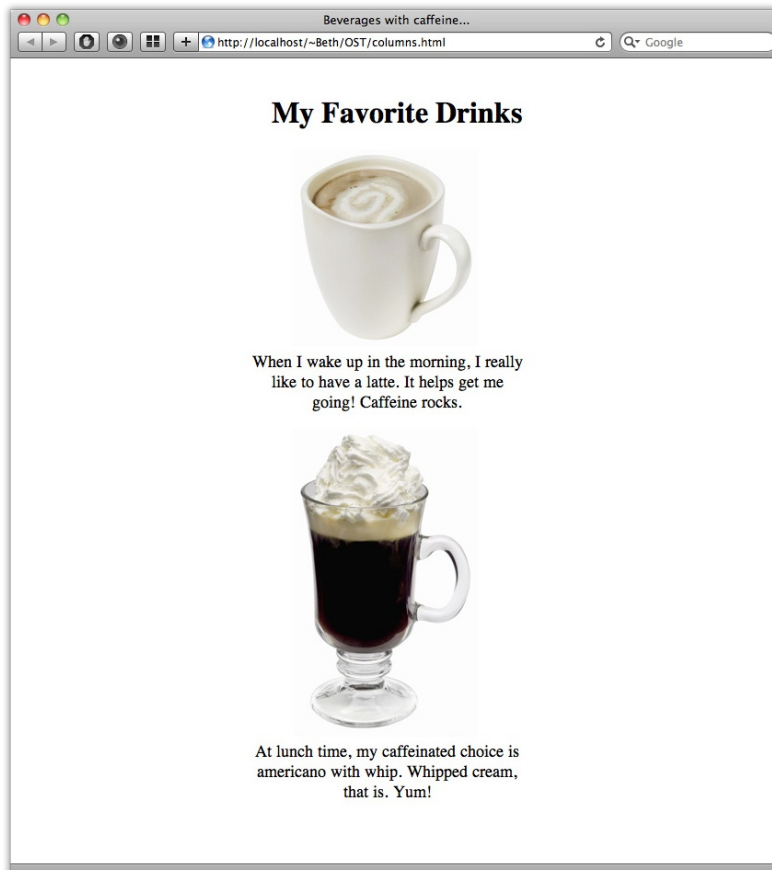 Beverages with caffeine...
http://localhost/~Beth/OST/columns.html
Google
My Favorite Drinks
When I wake up in the morning, I really
like to have a latte. It helps get me
going! Caffeine rocks.
At lunch time, my caffeinated choice is
americano with whip. Whipped cream,
that is. Yum!